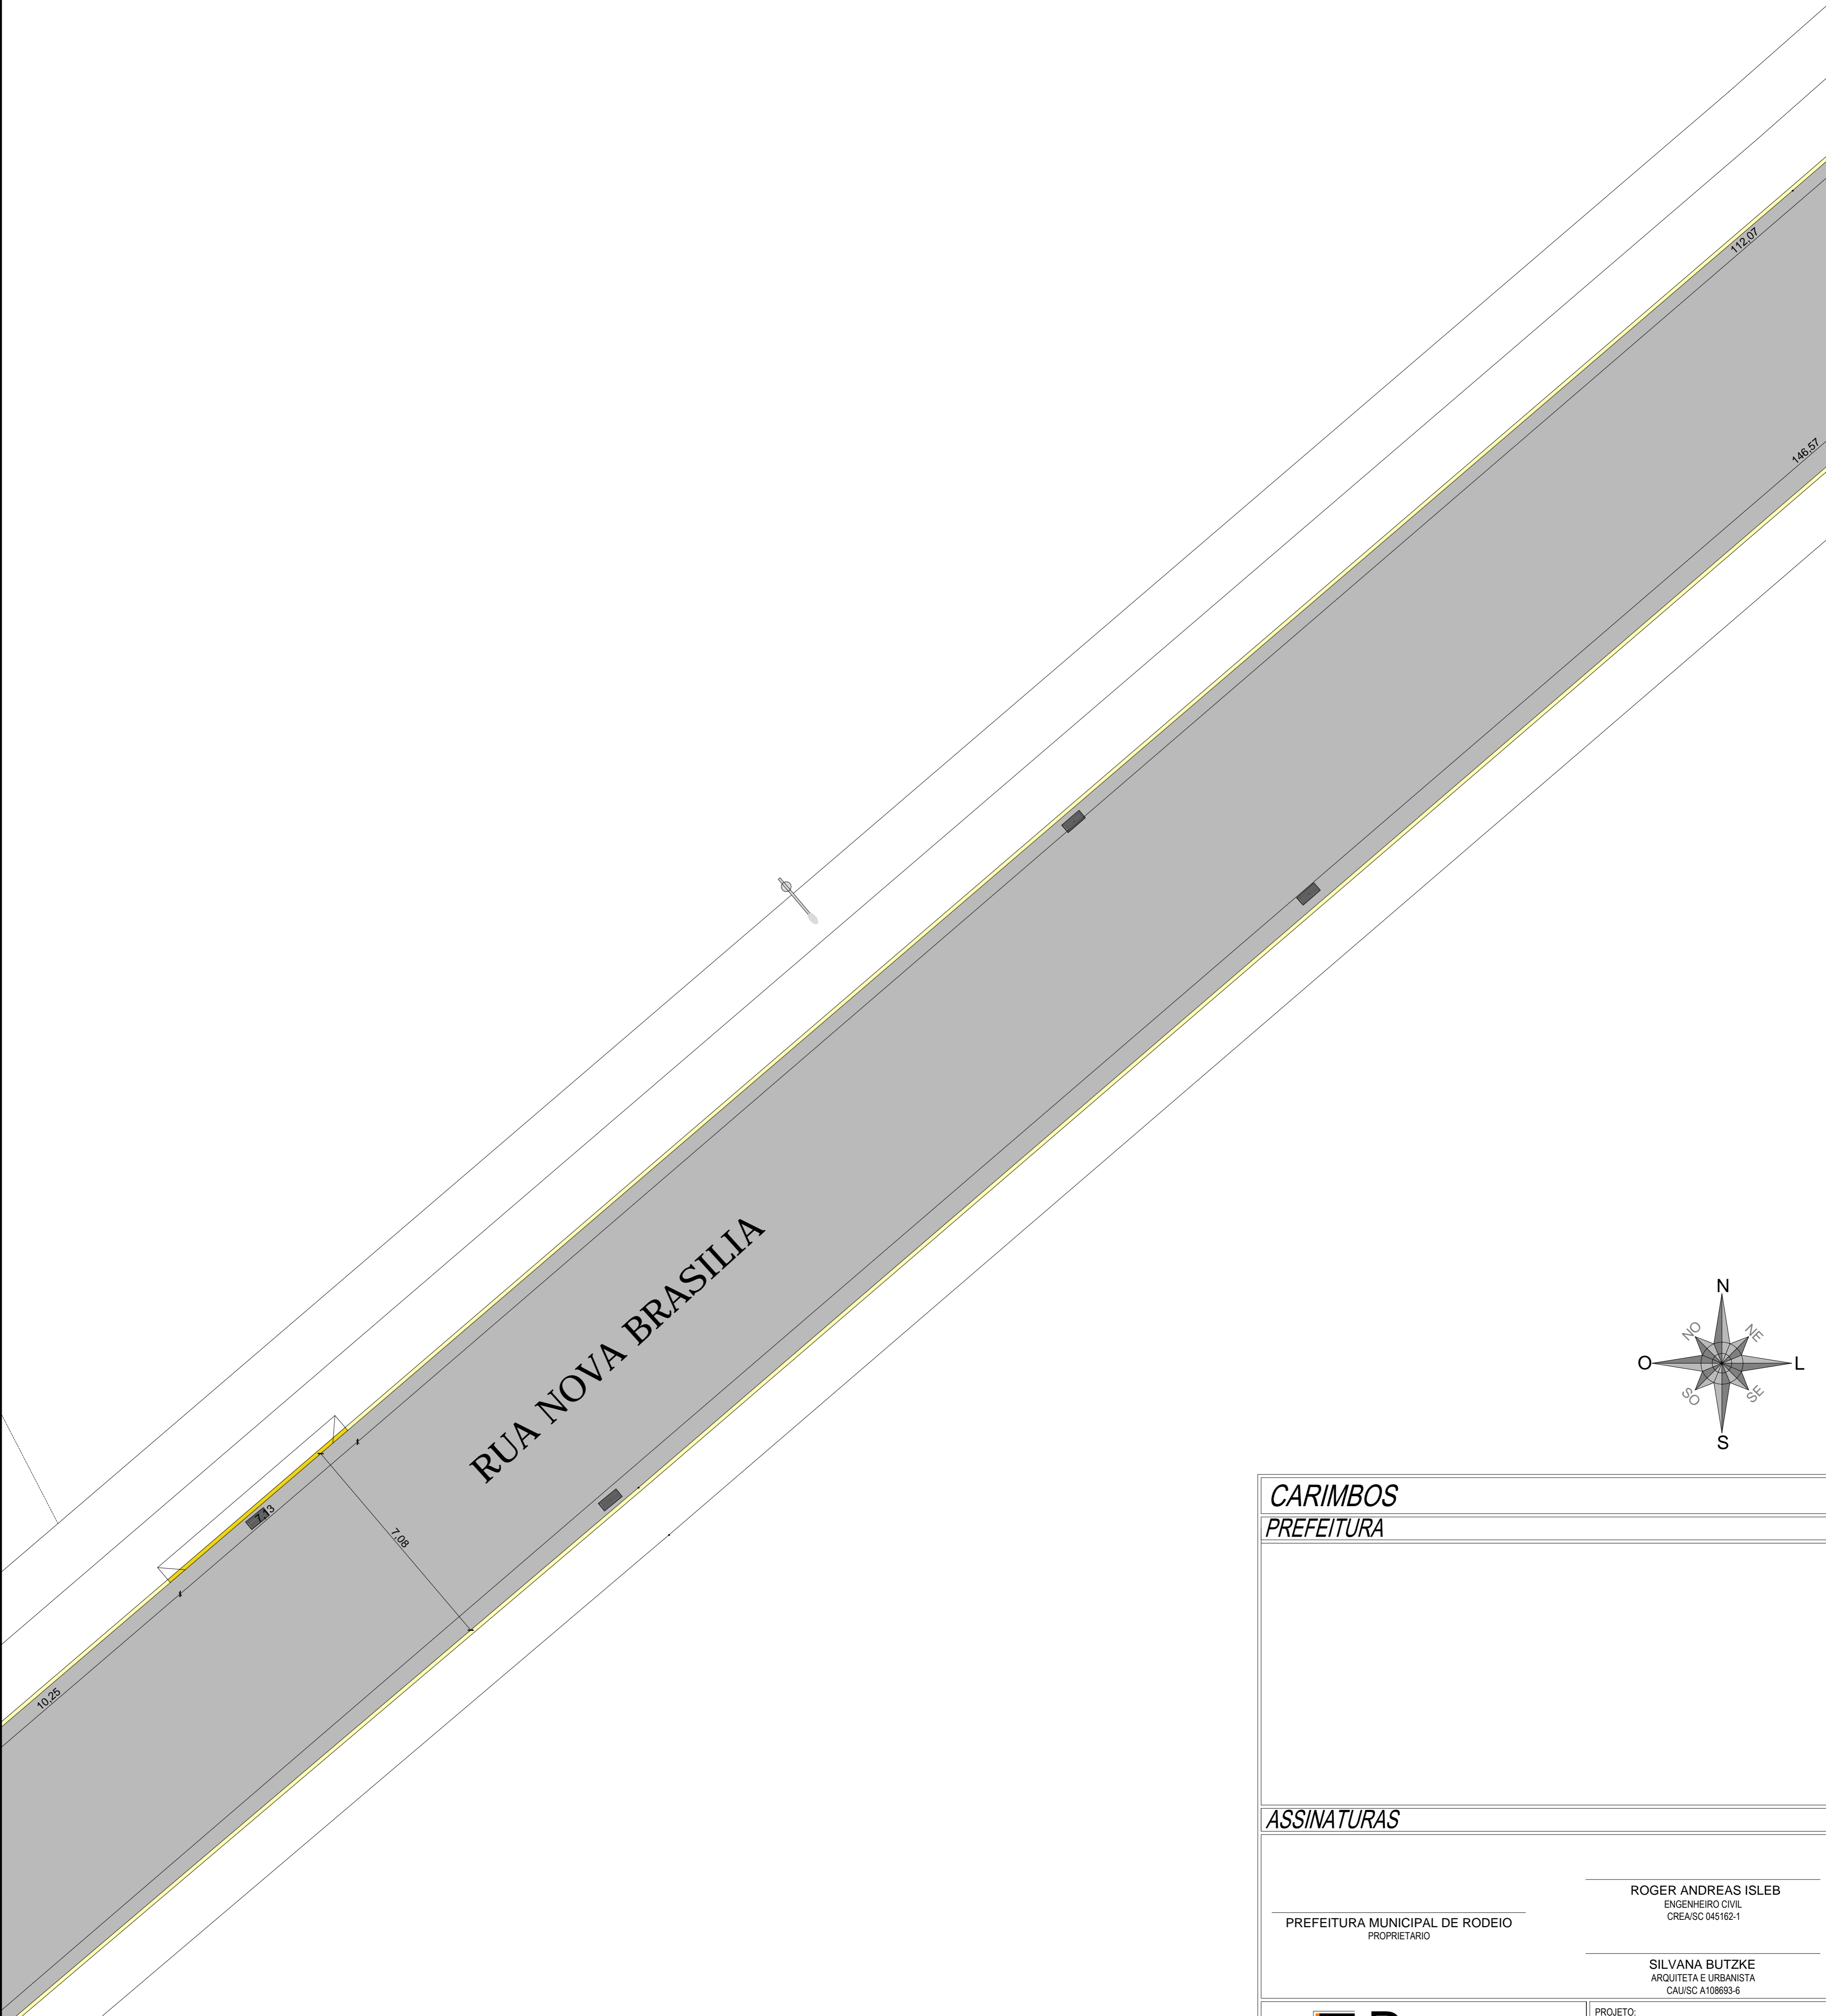 112,07
146,57
RUA NOVA BRASILIA
N
NO
NE
O
L
SO
SE
S
7,13
7,08
10,25
CARIMBOS
PREFEITURA
ASSINATURAS
ROGER ANDREAS ISLEB
ENGENHEIRO CIVIL
CREA/SC 045162-1
PREFEITURA MUNICIPAL DE RODEIO
PROPRIETARIO
SILVANA BUTZKE
ARQUITETA E URBANISTA
CAU/SC A108693-6
PROJETO: